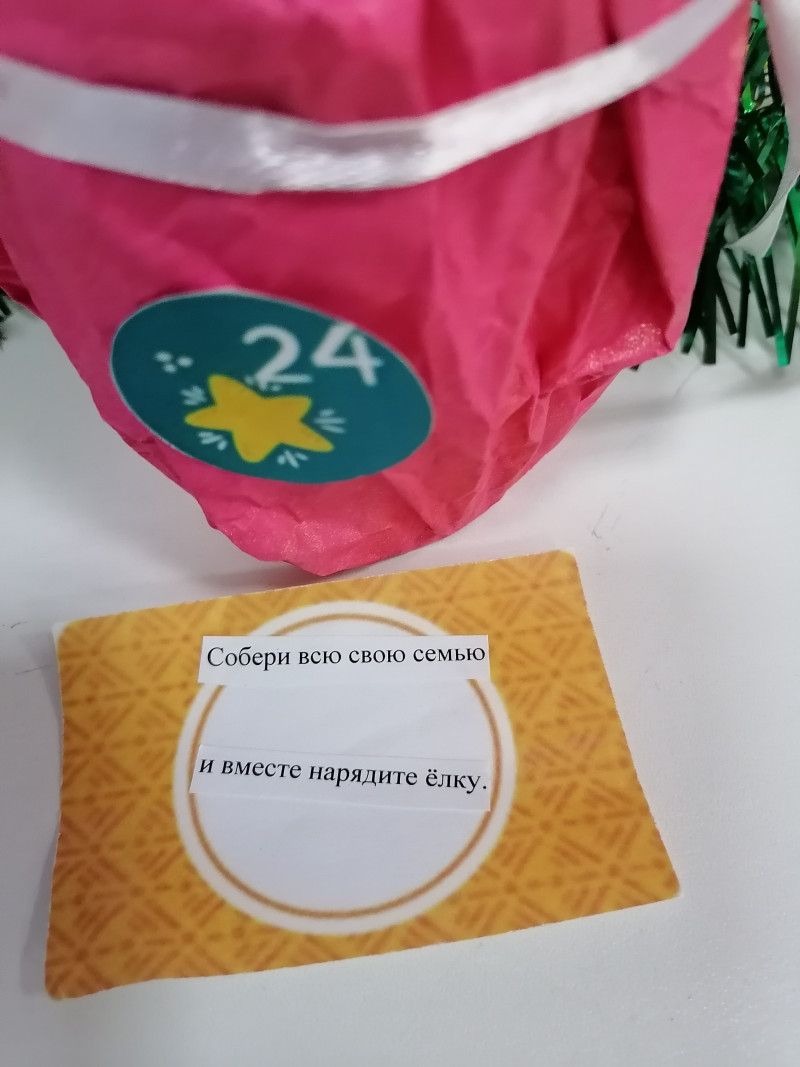 24
Собери всю свою семью
и вместе нарядите ёлку.